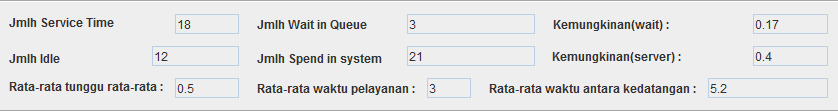 Jmlh Service Time 18 Jmlh Wait in Queue 3 Kemungkinan(wait) : 0.17
Jmlh Idle 12 Jmlh Spend in system 21 Kemungkinan(server) : 0.4
Rata-rata tunggu rata-rata : 0.5 Rata-rata waktu pelayanan : 3 Rata-rata waktu antara kedatangan : 5.2